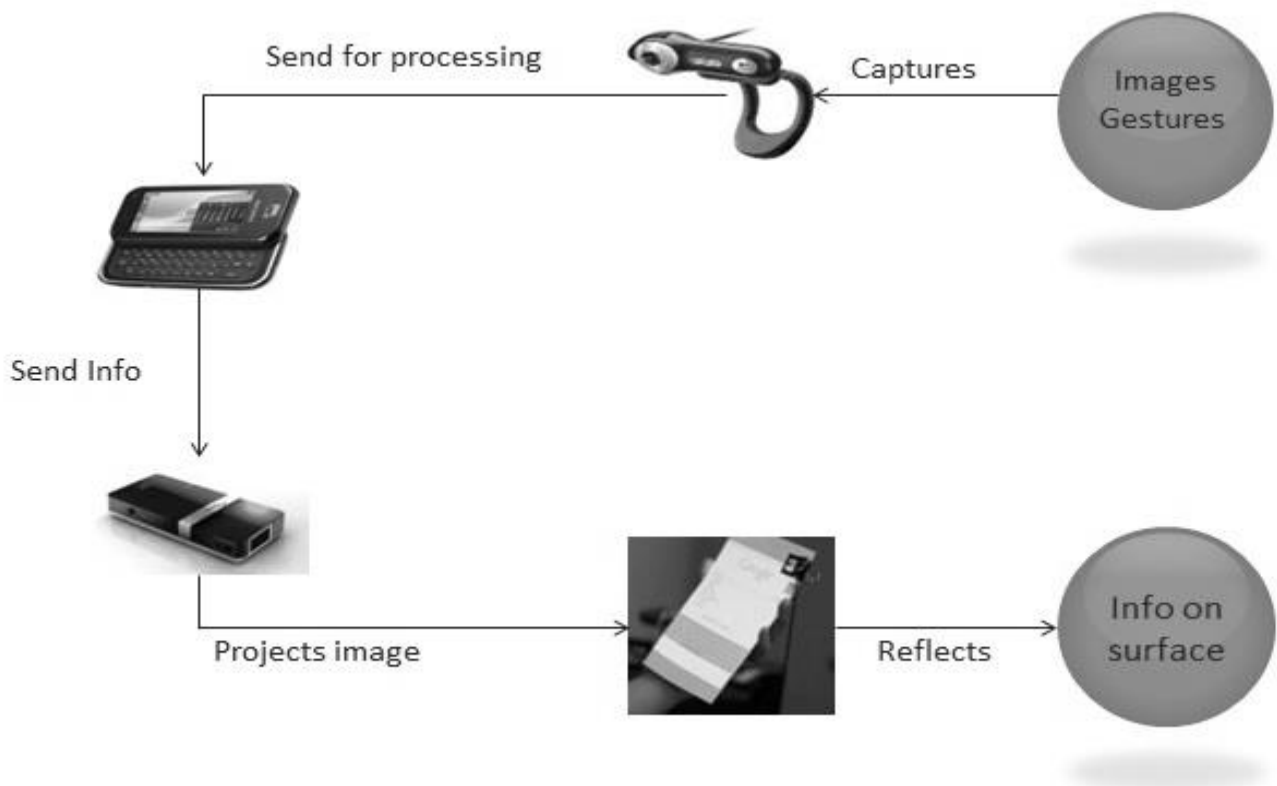 Send for processing
Captures
Images
Gestures
Send Info
Projects image
Reflects
Info on
surface